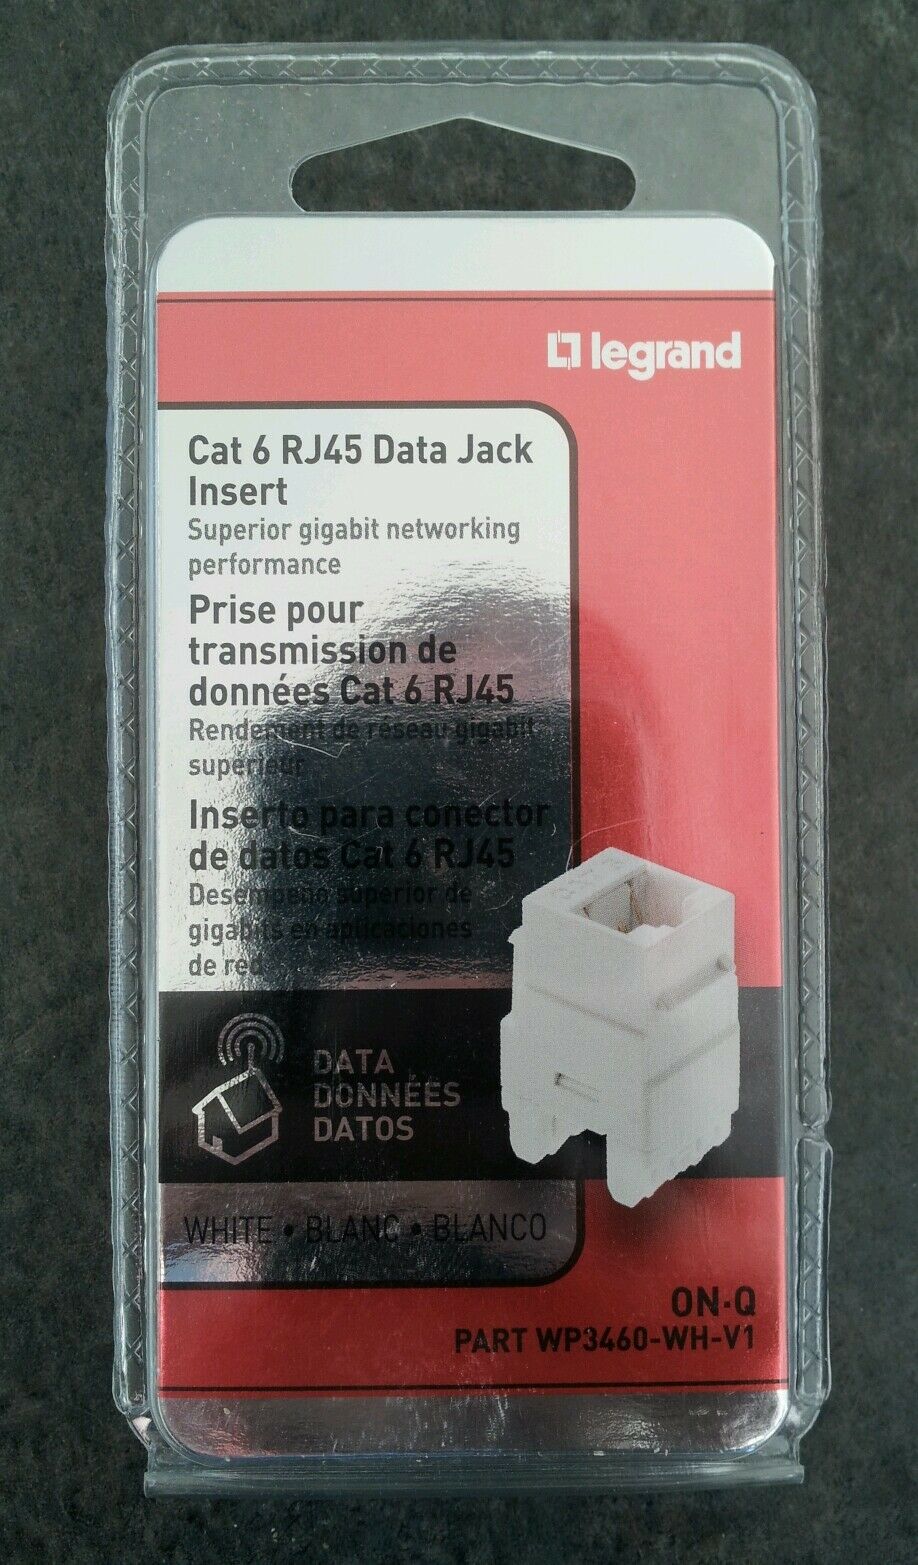 legrand
Cat 6 RJ45 Data Jack
Insert
Superior gigabit networking
performance
Prise pour
transmission de
données Cat 6 RJ45
Rendement de réseau gigabit
supérieur
Inserto para conector
de datos Cat 6 RJ45
Desempeño superior de
gigabits en aplicaciones
de red
DATA
DONNÉES
DATOS
WHITE • BLANC • BLANCO
ON·Q
PART WP3460-WH-V1